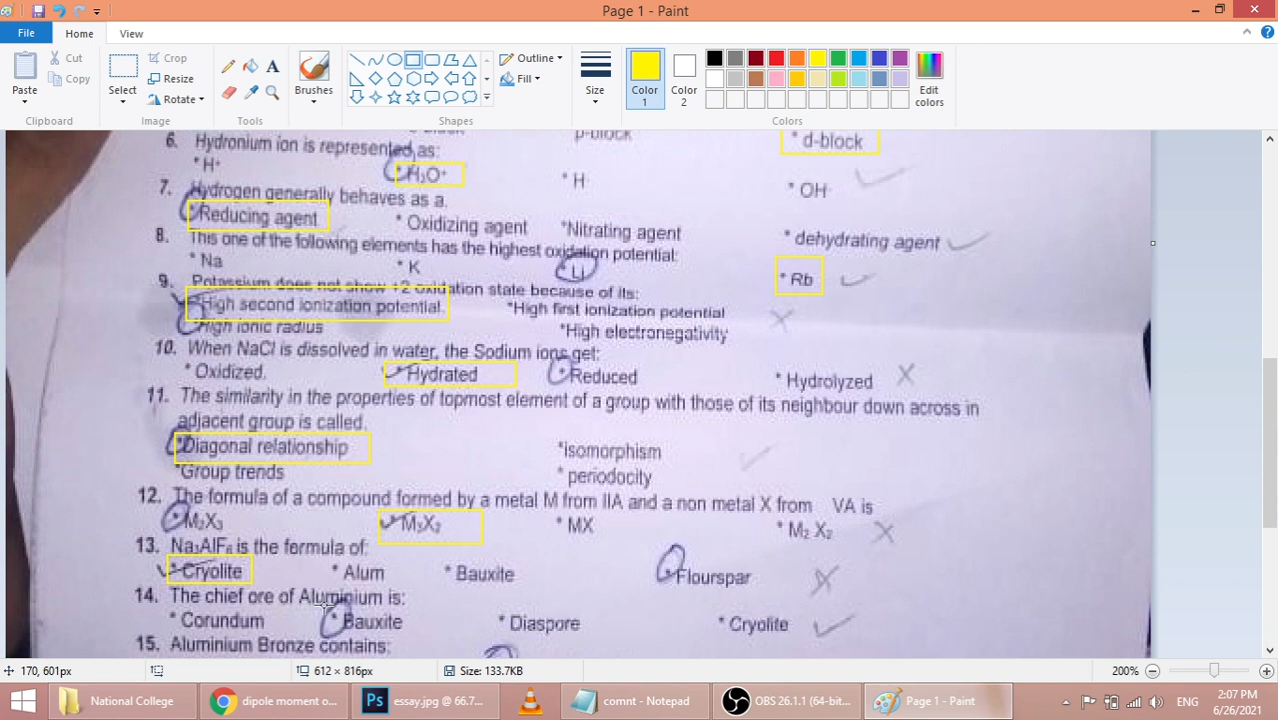 Page 1 - Paint
File Home View
Paste
Cut
Copy
Clipboard
Select
Crop
Resize
Rotate
Image
A
Tools
Brushes
Outline
Fill
Shapes
Size
Color 1
Color 2
Edit colors
Colors
p-block * d-block
6. Hydronium ion is represented as:
* H+ * H₃O+ * H- * OH-
7. Hydrogen generally behaves as a.
* Reducing agent * Oxidizing agent *Nitrating agent * dehydrating agent
8. This one of the following elements has the highest oxidation potential:
* Na * K * Li * Rb
9. Potassium does not show +2 oxidation state because of its:
* High second ionization potential. *High first ionization potential
* High ionic radius *High electronegativity
10. When NaCl is dissolved in water, the Sodium ions get:
* Oxidized. * Hydrated * Reduced * Hydrolyzed
11. The similarity in the properties of topmost element of a group with those of its neighbour down across in
adjacent group is called.
*Diagonal relationship *isomorphism
*Group trends * periodocity
12. The formula of a compound formed by a metal M from IIA and a non metal X from VA is
* M₂X₃ * M₃X₂ * MX * M₂ X₂
13. Na₃AlF₆ is the formula of:
* Cryolite * Alum * Bauxite * Flourspar
14. The chief ore of Aluminium is:
* Corundum * Bauxite * Diaspore * Cryolite
15. Aluminium Bronze contains:
170, 601px 612 × 816px Size: 133.7KB 200%
National College
dipole moment o...
Ps essay.jpg @ 66.7...
comnt - Notepad
OBS 26.1.1 (64-bit...
Page 1 - Paint
ENG
2:07 PM
6/26/2021